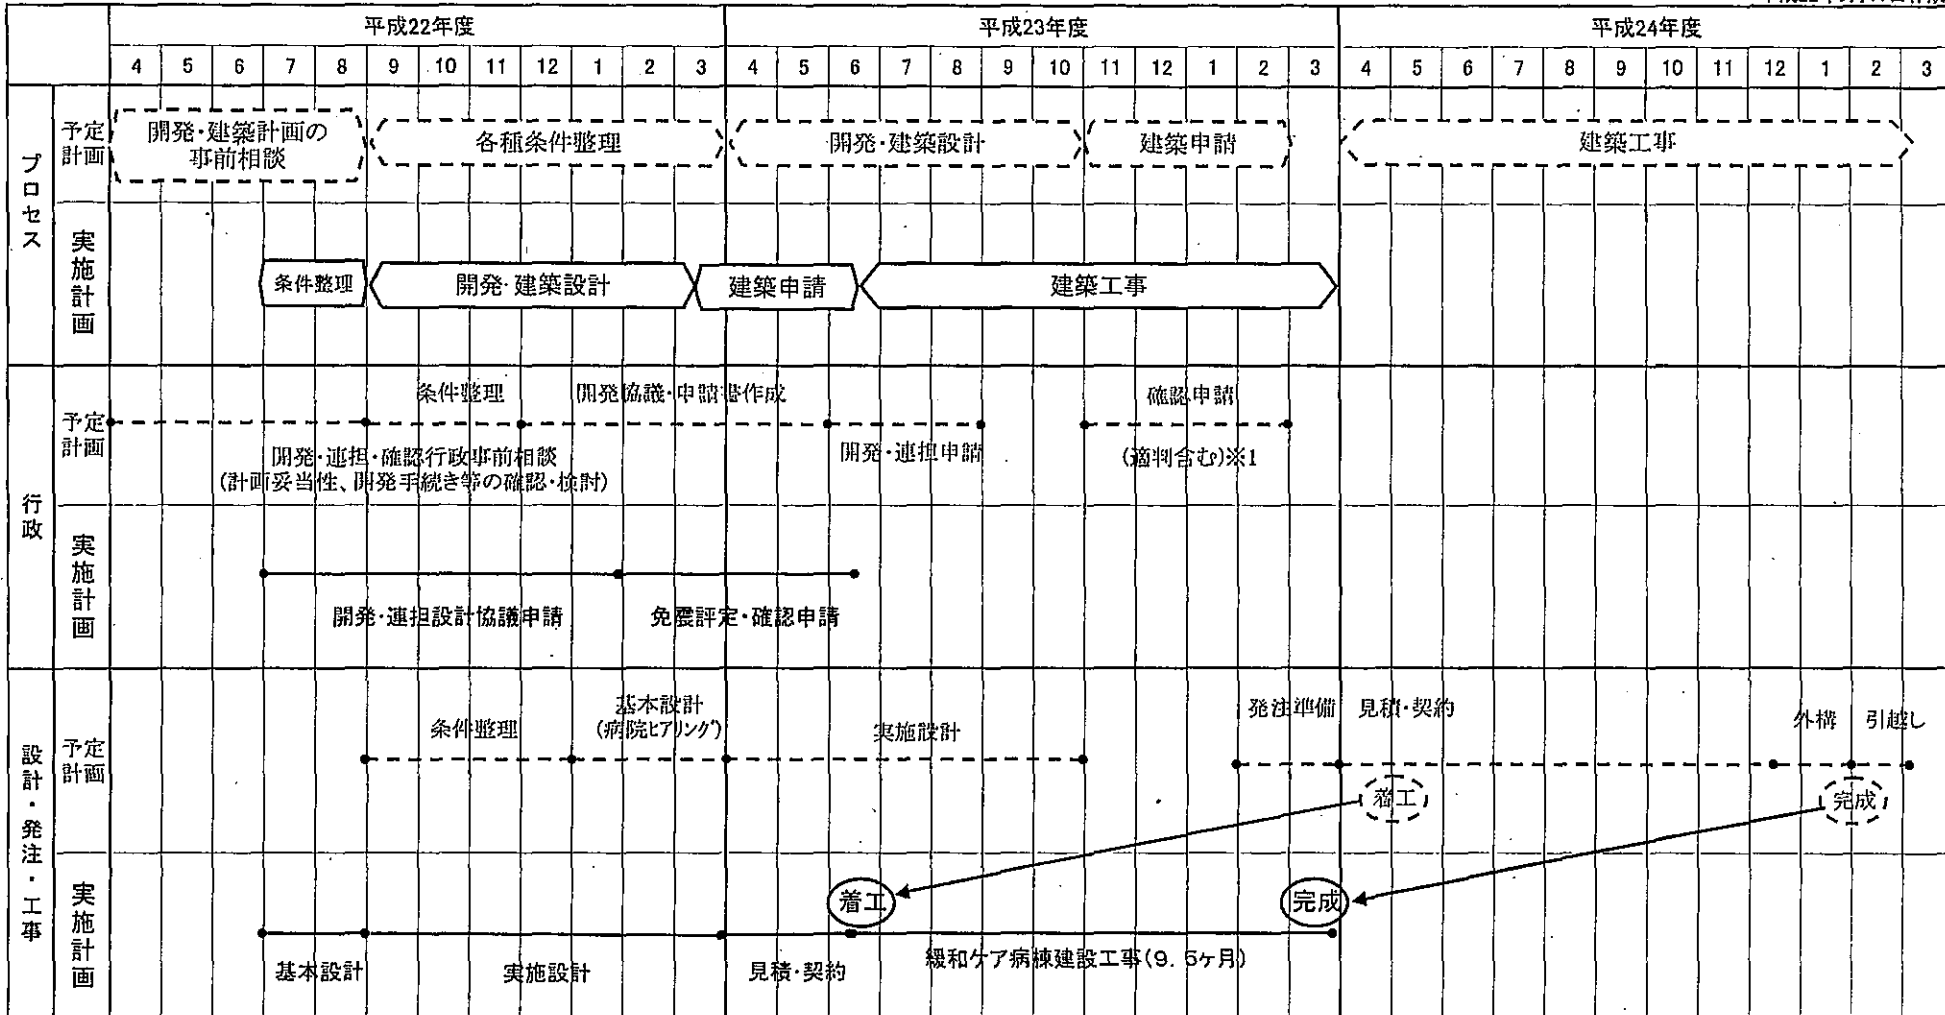 平成22年度 平成23年度 平成24年度
4 5 6 7 8 9 10 11 12 1 2 3 4 5 6 7 8 9 10 11 12 1 2 3 4 5 6 7 8 9 10 11 12 1 2 3
プロセス
予定計画
開発・建築計画の
事前相談
各種条件整理
開発・建築設計
建築申請
建築工事
実施計画
条件整理
開発・建築設計
建築申請
建築工事
行政
予定計画
条件整理
開発協議・申請書作成
確認申請
開発・連担・確認行政事前相談
(計画妥当性、開発手続き等の確認・検討)
開発・連担申請
(適判含む)※1
実施計画
開発・連担設計協議申請
免震評定・確認申請
設計・発注・工事
予定計画
条件整理
基本設計
(病院ヒアリング)
実施設計
発注準備
見積・契約
外構
引越し
着工
完成
実施計画
着工
完成
基本設計
実施設計
見積・契約
緩和ケア病棟建設工事(9.5ヶ月)